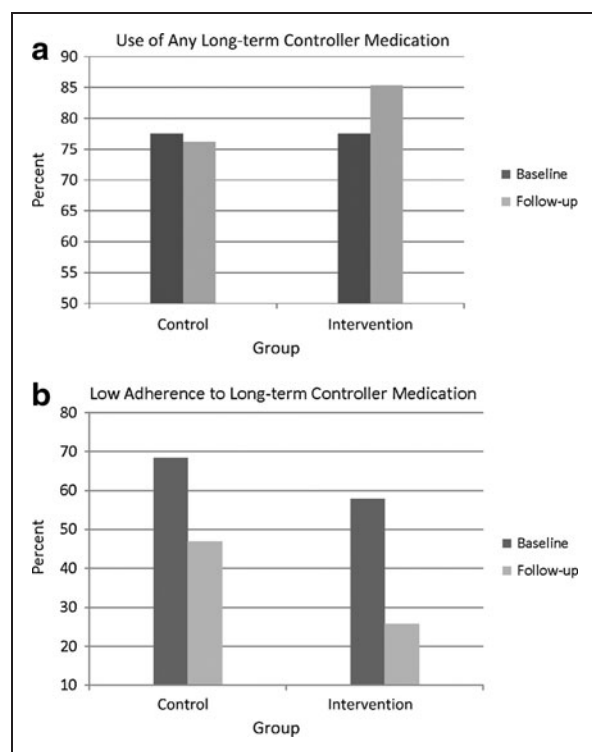 a
Use of Any Long-term Controller Medication
90
85
80
75
70
65
60
55
50
Percent
Control
Intervention
Group
Baseline
Follow-up
b
Low Adherence to Long-term Controller Medication
80
70
60
50
40
30
20
10
Percent
Control
Intervention
Group
Baseline
Follow-up